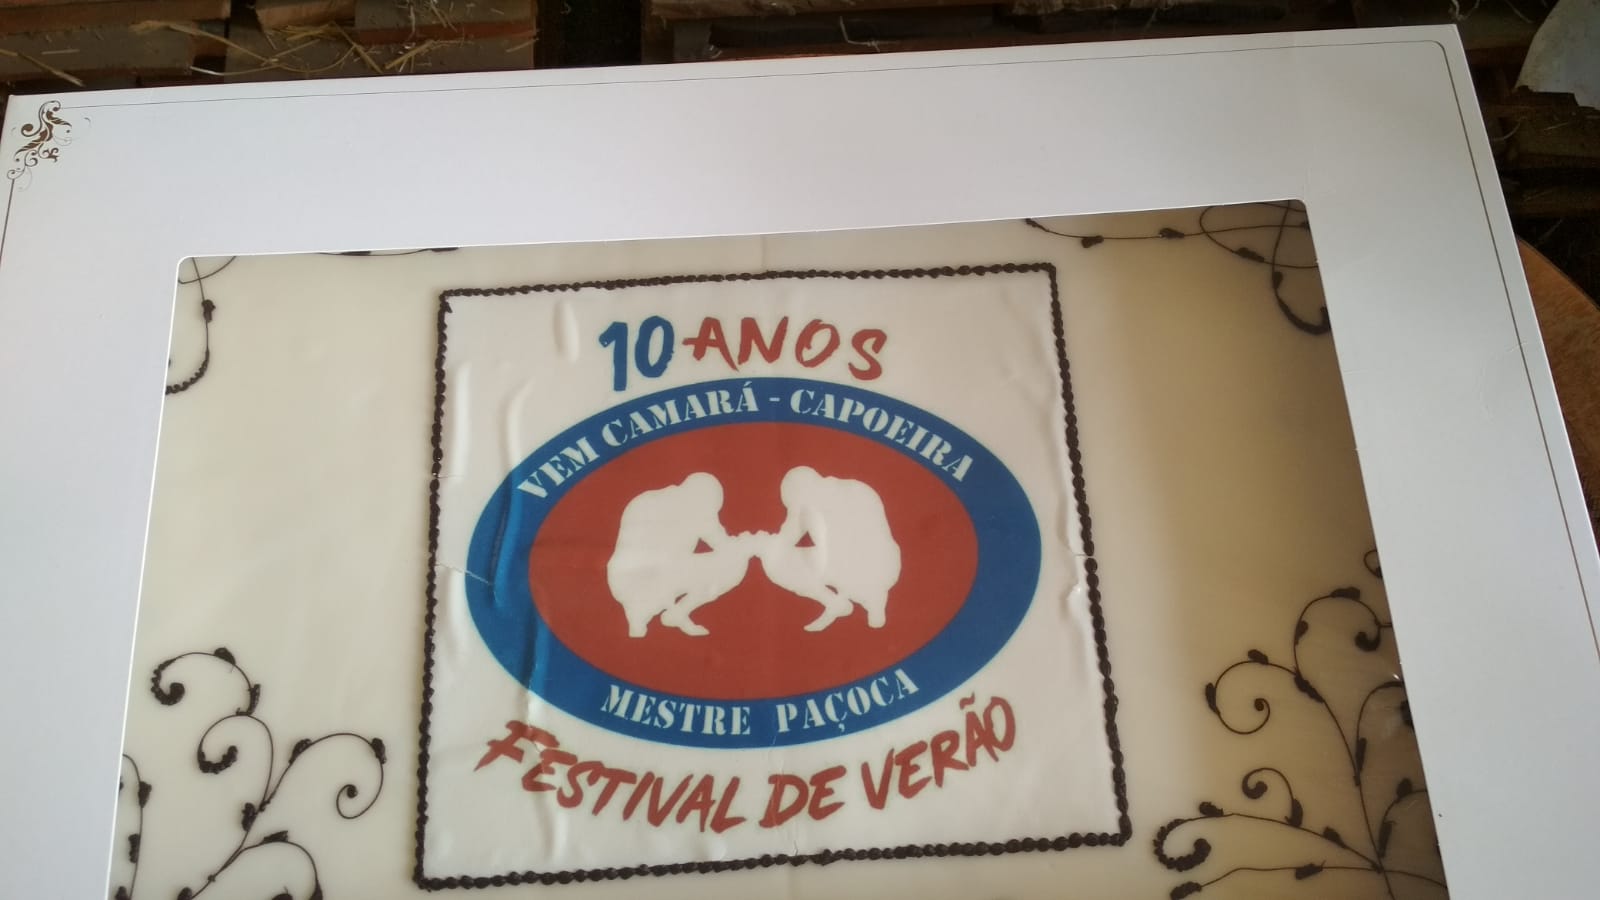 10 ANOS
VEM CAMARÁ - CAPOEIRA
MESTRE PAÇOCA
FESTIVAL DE VERÃO